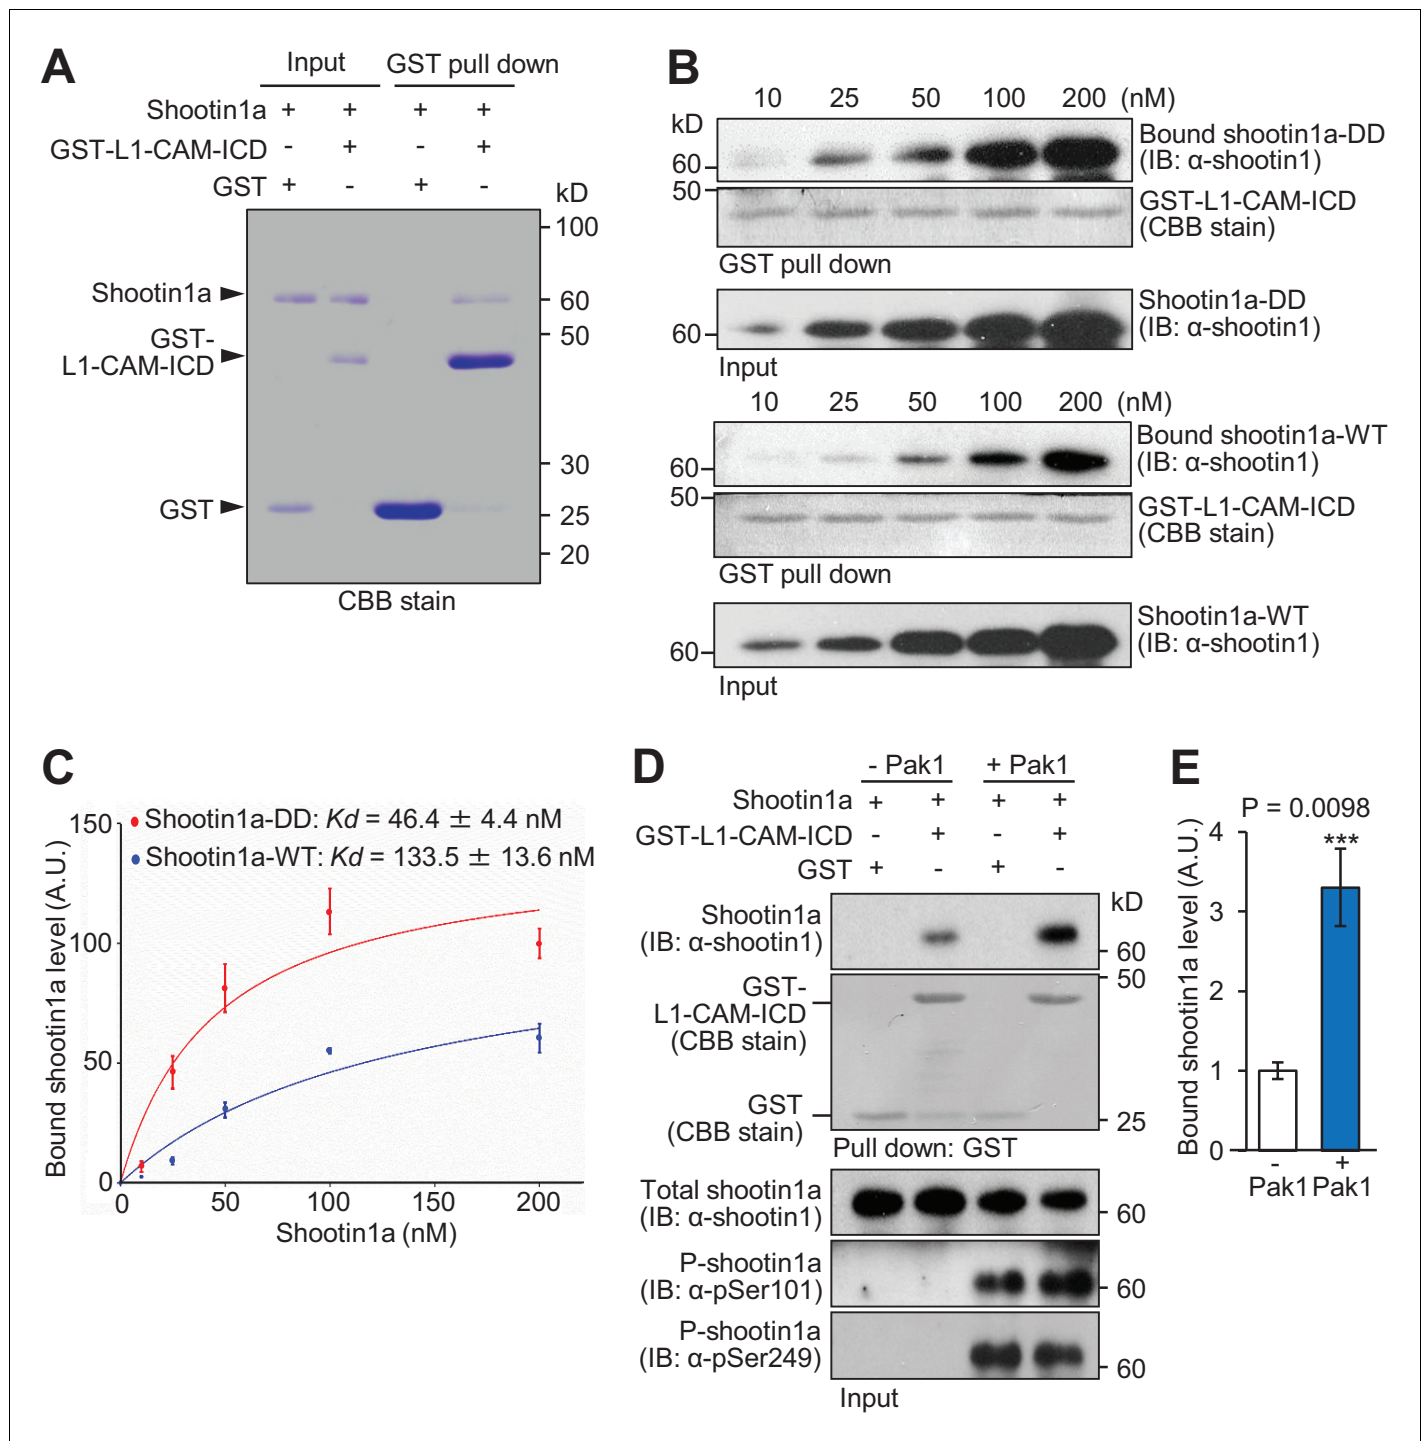 A
Input GST pull down
Shootin1a + + + +
GST-L1-CAM-ICD - + - +
GST + - + -
kD
100
Shootin1a
60
50
GST-
L1-CAM-ICD
30
GST
25
20
CBB stain
B
10 25 50 100 200 (nM)
kD
60
Bound shootin1a-DD
(IB: α-shootin1)
50
GST-L1-CAM-ICD
(CBB stain)
GST pull down
60
Shootin1a-DD
(IB: α-shootin1)
Input
10 25 50 100 200 (nM)
60
Bound shootin1a-WT
(IB: α-shootin1)
50
GST-L1-CAM-ICD
(CBB stain)
GST pull down
60
Shootin1a-WT
(IB: α-shootin1)
Input
C
Shootin1a-DD: Kd = 46.4 ± 4.4 nM
Shootin1a-WT: Kd = 133.5 ± 13.6 nM
Bound shootin1a level (A.U.)
150
100
50
0
0 50 100 150 200
Shootin1a (nM)
D
- Pak1 + Pak1
Shootin1a + + + +
GST-L1-CAM-ICD - + - +
GST + - + -
kD
Shootin1a
(IB: α-shootin1)
60
50
GST-
L1-CAM-ICD
(CBB stain)
GST
(CBB stain)
25
Pull down: GST
Total shootin1a
(IB: α-shootin1)
60
P-shootin1a
(IB: α-pSer101)
60
P-shootin1a
(IB: α-pSer249)
60
Input
E
P = 0.0098
***
Bound shootin1a level (A.U.)
4
3
2
1
0
- +
Pak1 Pak1